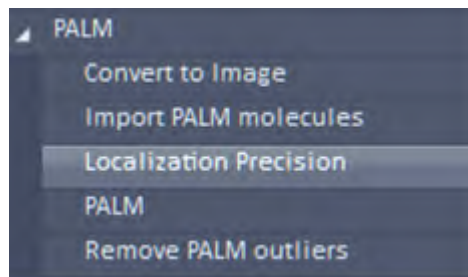 PALM
Convert to Image
Import PALM molecules
Localization Precision
PALM
Remove PALM outliers